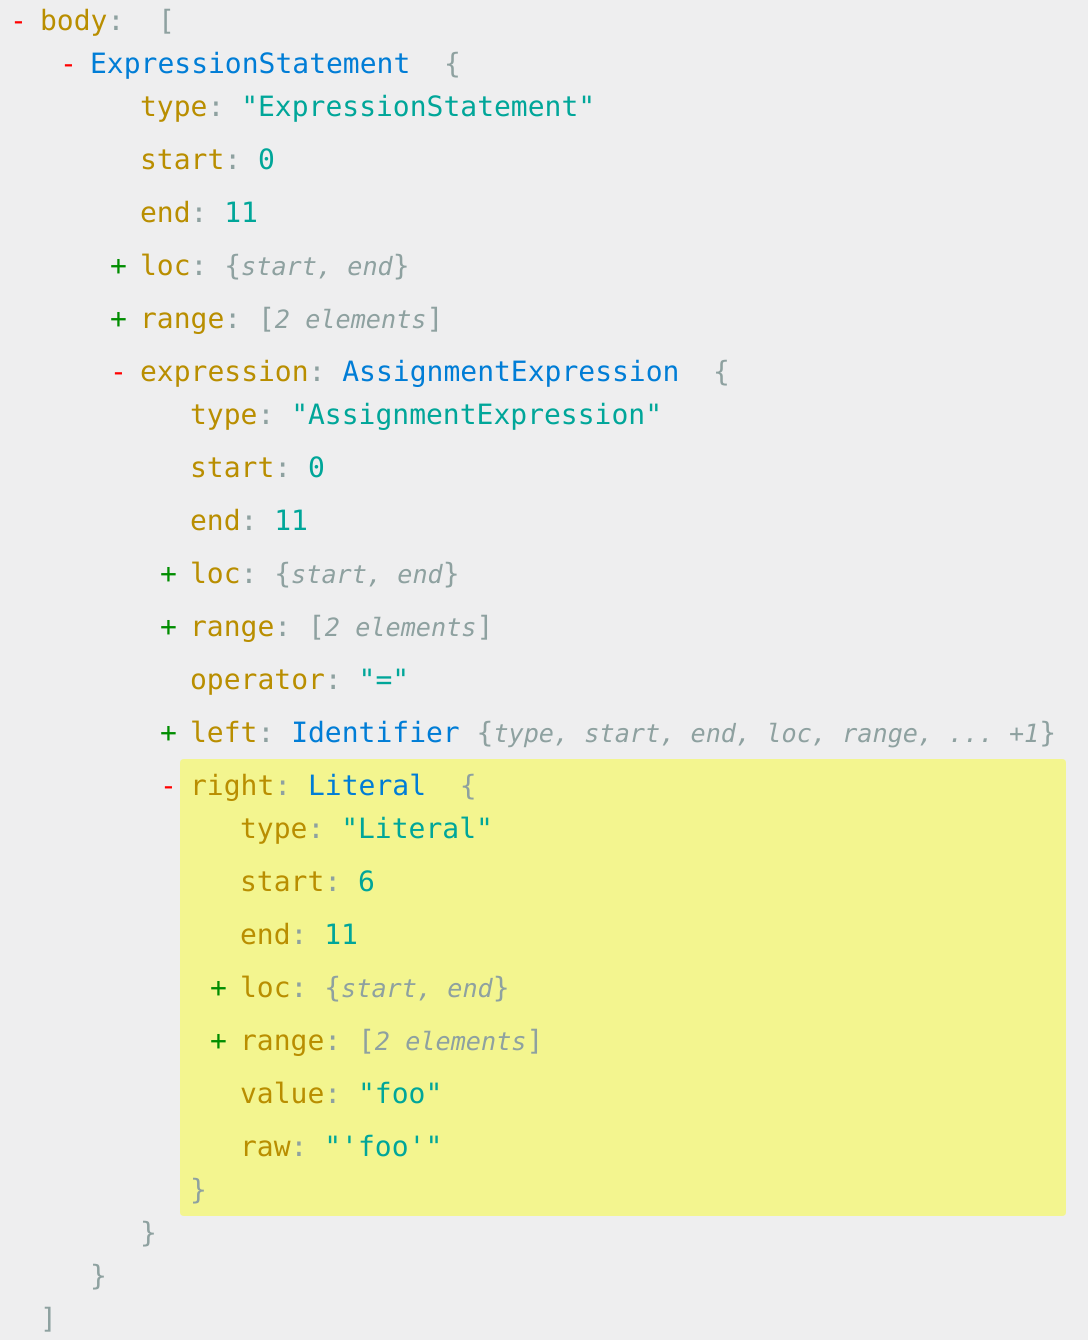 - body: [
- ExpressionStatement {
type: "ExpressionStatement"
start: 0
end: 11
+ loc: {start, end}
+ range: [2 elements]
- expression: AssignmentExpression {
type: "AssignmentExpression"
start: 0
end: 11
+ loc: {start, end}
+ range: [2 elements]
operator: "="
+ left: Identifier {type, start, end, loc, range, ... +1}
- right: Literal {
type: "Literal"
start: 6
end: 11
+ loc: {start, end}
+ range: [2 elements]
value: "foo"
raw: "'foo'"
}
}
}
]